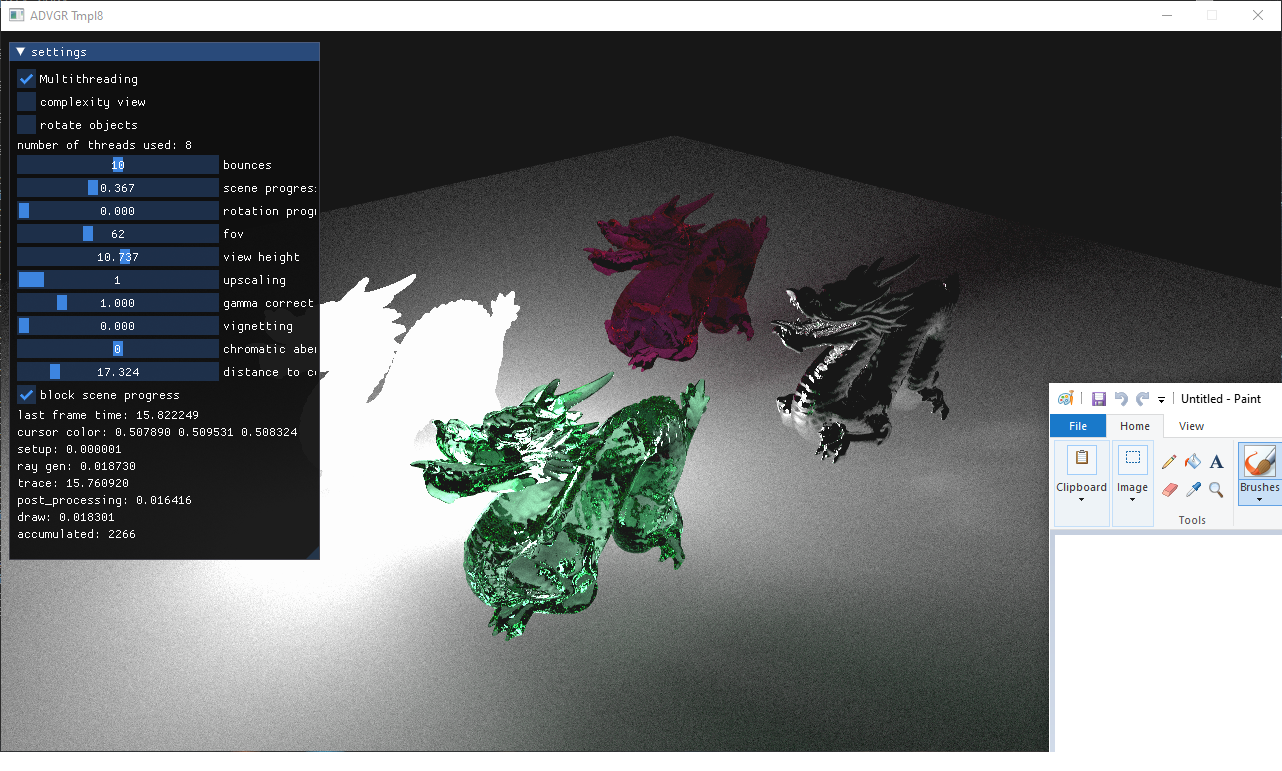 ADVGR Tmpl8
settings
Multithreading
complexity view
rotate objects
number of threads used: 8
10 bounces
0.367 scene progres
0.000 rotation prog
62 fov
10.737 view height
1 upscaling
1.000 gamma correct
0.000 vignetting
0 chromatic aber
17.324 distance to c
block scene progress
last frame time: 15.822249
cursor color: 0.507890 0.509531 0.508324
setup: 0.000001
ray gen: 0.018730
trace: 15.760920
post_processing: 0.016416
draw: 0.018301
accumulated: 2266
Untitled - Paint
File Home View
Clipboard Image Brushes
Tools